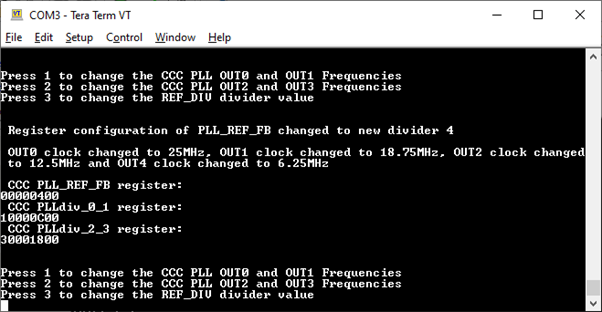 COM3 - Tera Term VT
File Edit Setup Control Window Help
Press 1 to change the CCC PLL OUT0 and OUT1 Frequencies
Press 2 to change the CCC PLL OUT2 and OUT3 Frequencies
Press 3 to change the REF_DIV divider value
Register configuration of PLL_REF_FB changed to new divider 4
OUT0 clock changed to 25MHz, OUT1 clock changed to 18.75MHz, OUT2 clock changed
to 12.5MHz and OUT4 clock changed to 6.25MHz
CCC PLL_REF_FB register:
00000400
CCC PLLdiv_0_1 register:
10000C00
CCC PLLdiv_2_3 register:
30001800
Press 1 to change the CCC PLL OUT0 and OUT1 Frequencies
Press 2 to change the CCC PLL OUT2 and OUT3 Frequencies
Press 3 to change the REF_DIV divider value